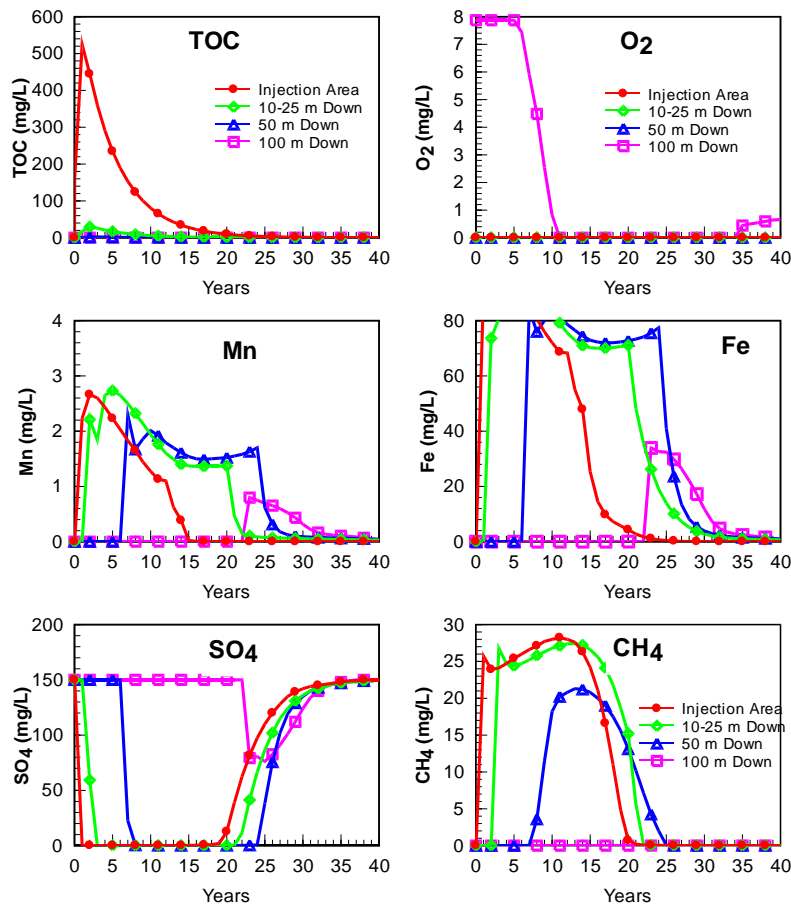 TOC
TOC (mg/L)
600
500
400
300
200
100
0
Injection Area
10-25 m Down
50 m Down
100 m Down
0 5 10 15 20 25 30 35 40
Years
O2
O2 (mg/L)
8
7
6
5
4
3
2
1
0
Injection Area
10-25 m Down
50 m Down
100 m Down
0 5 10 15 20 25 30 35 40
Years
Mn
Mn (mg/L)
4
3
2
1
0
0 5 10 15 20 25 30 35 40
Years
Fe
Fe (mg/L)
80
60
40
20
0
0 5 10 15 20 25 30 35 40
Years
SO4
SO4 (mg/L)
200
150
100
50
0
0 5 10 15 20 25 30 35 40
Years
CH4
CH4 (mg/L)
30
25
20
15
10
5
0
Injection Area
10-25 m Down
50 m Down
100 m Down
0 5 10 15 20 25 30 35 40
Years